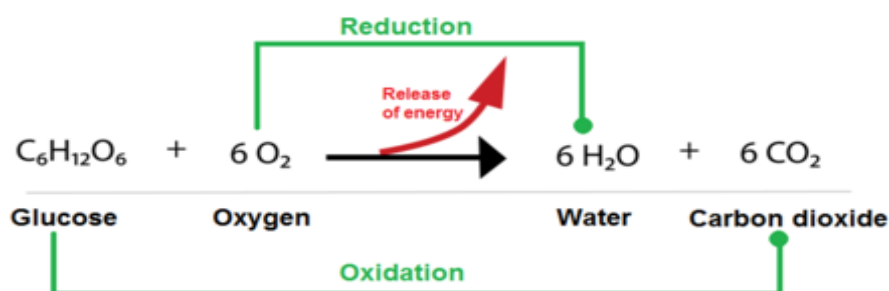 Reduction
Release
of energy
C₆H₁₂O₆ + 6 O₂ 6 H₂O + 6 CO₂
Glucose Oxygen Water Carbon dioxide
Oxidation